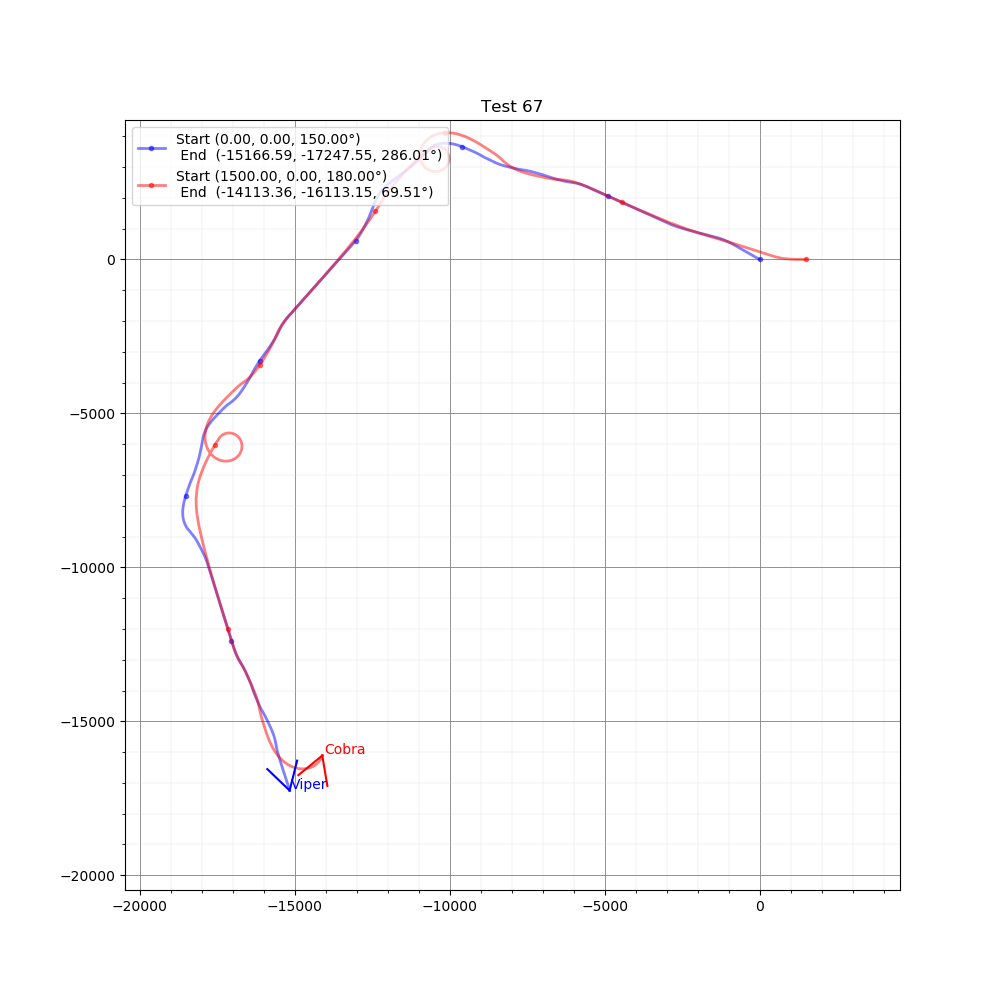 Test 67
Start (0.00, 0.00, 150.00°)
End (-15166.59, -17247.55, 286.01°)
Start (1500.00, 0.00, 180.00°)
End (-14113.36, -16113.15, 69.51°)
0
−5000
−10000
−15000
−20000
Cobra
Viper
−20000 −15000 −10000 −5000 0